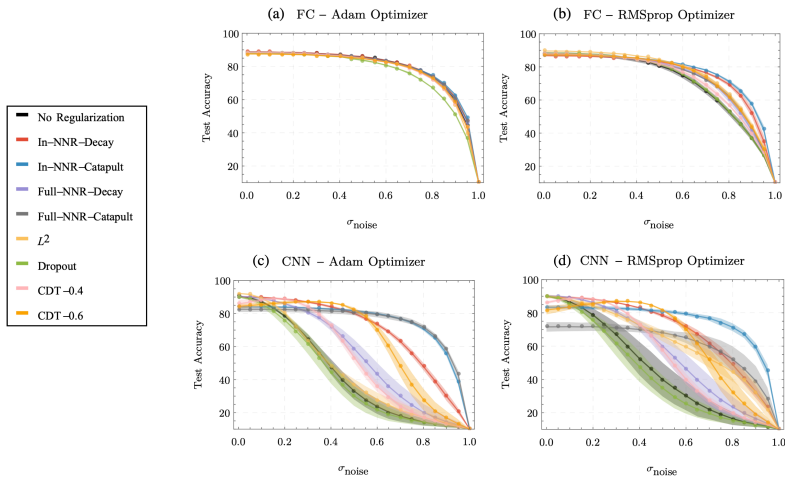 (a) FC – Adam Optimizer
(b) FC – RMSprop Optimizer
100
80
60
40
20
Test Accuracy
0.0 0.2 0.4 0.6 0.8 1.0
σnoise
100
80
60
40
20
Test Accuracy
0.0 0.2 0.4 0.6 0.8 1.0
σnoise
No Regularization
In–NNR–Decay
In–NNR–Catapult
Full–NNR–Decay
Full–NNR–Catapult
L²
Dropout
CDT–0.4
CDT–0.6
(c) CNN – Adam Optimizer
(d) CNN – RMSprop Optimizer
100
80
60
40
20
Test Accuracy
0.0 0.2 0.4 0.6 0.8 1.0
σnoise
100
80
60
40
20
Test Accuracy
0.0 0.2 0.4 0.6 0.8 1.0
σnoise